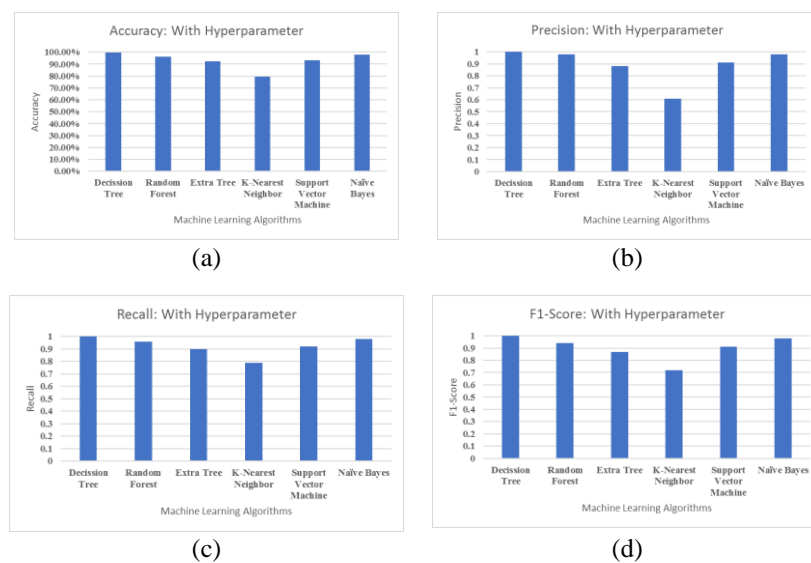 Accuracy: With Hyperparameter
100.00%
90.00%
80.00%
70.00%
60.00%
50.00%
40.00%
30.00%
20.00%
10.00%
0.00%
Accuracy
Decission Tree
Random Forest
Extra Tree
K-Nearest Neighbor
Support Vector Machine
Naïve Bayes
Machine Learning Algorithms
(a)
Precision: With Hyperparameter
1
0.9
0.8
0.7
0.6
0.5
0.4
0.3
0.2
0.1
0
Precision
Decission Tree
Random Forest
Extra Tree
K-Nearest Neighbor
Support Vector Machine
Naïve Bayes
Machine Learning Algorithms
(b)
Recall: With Hyperparameter
1
0.9
0.8
0.7
0.6
0.5
0.4
0.3
0.2
0.1
0
Recall
Decission Tree
Random Forest
Extra Tree
K-Nearest Neighbor
Support Vector Machine
Naïve Bayes
Machine Learning Algorithms
(c)
F1-Score: With Hyperparameter
1
0.9
0.8
0.7
0.6
0.5
0.4
0.3
0.2
0.1
0
F1-Score
Decission Tree
Random Forest
Extra Tree
K-Nearest Neighbor
Support Vector Machine
Naïve Bayes
Machine Learning Algorithms
(d)